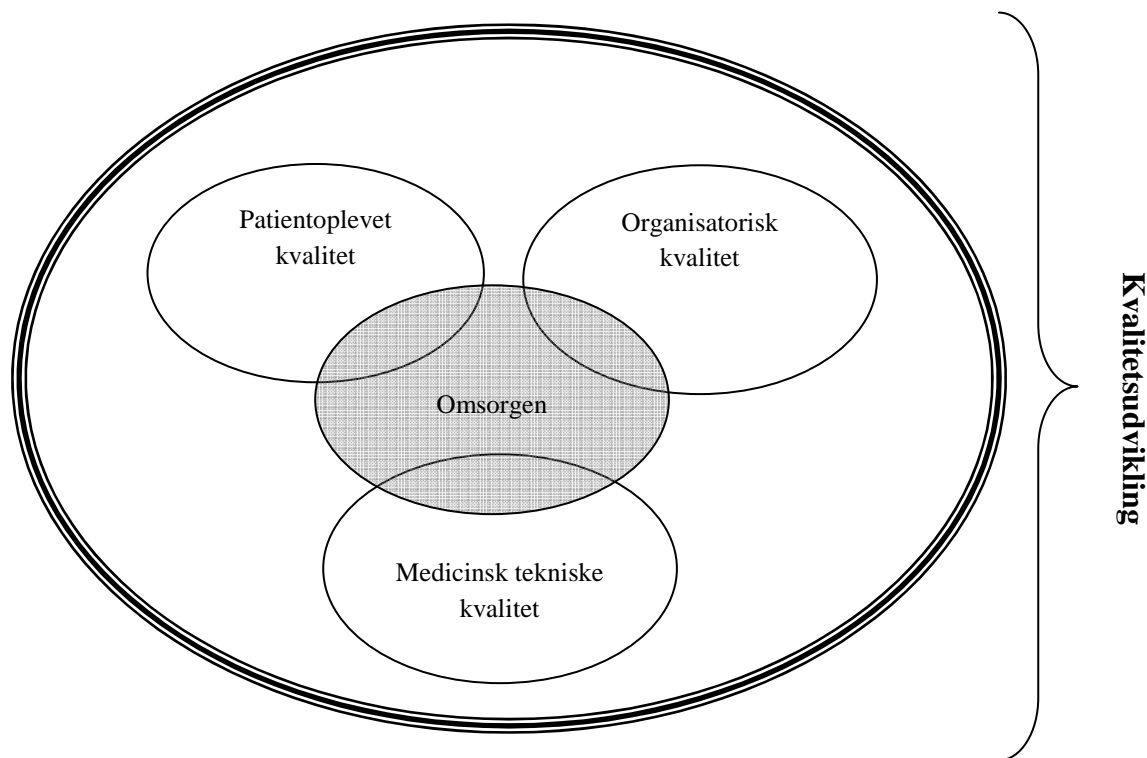 Patientoplevet
kvalitet
Organisatorisk
kvalitet
Omsorgen
Medicinsk tekniske
kvalitet
Kvalitetsudvikling